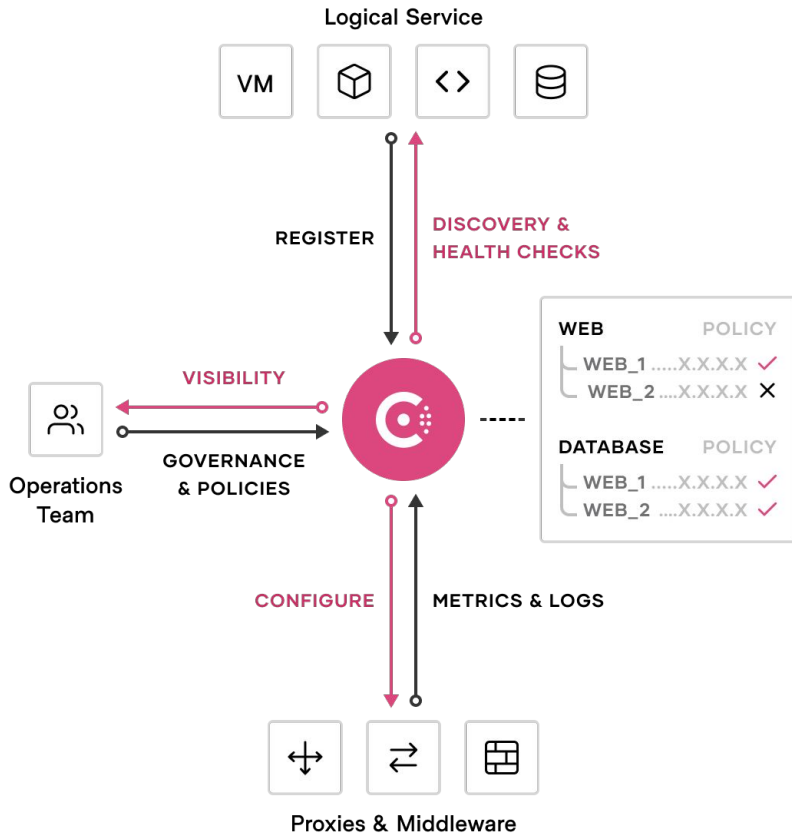 Logical Service
VM
REGISTER
DISCOVERY &
HEALTH CHECKS
WEB POLICY
WEB_1 .....X.X.X.X
WEB_2 ....X.X.X.X
VISIBILITY
GOVERNANCE
& POLICIES
Operations
Team
DATABASE POLICY
WEB_1 .....X.X.X.X
WEB_2 ....X.X.X.X
CONFIGURE
METRICS & LOGS
Proxies & Middleware